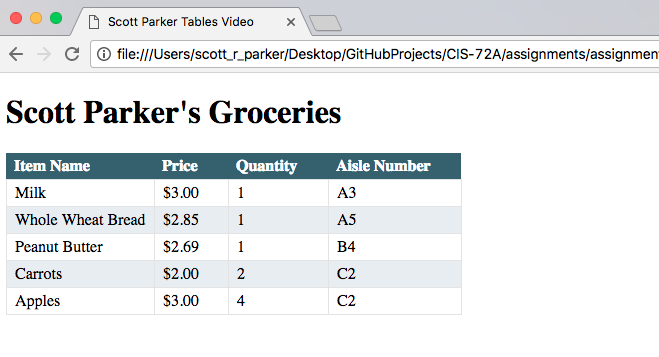 Scott Parker Tables Video
file:///Users/scott_r_parker/Desktop/GitHubProjects/CIS-72A/assignments/assignmen
Scott Parker's Groceries
Item Name Price Quantity Aisle Number
Milk $3.00 1 A3
Whole Wheat Bread $2.85 1 A5
Peanut Butter $2.69 1 B4
Carrots $2.00 2 C2
Apples $3.00 4 C2